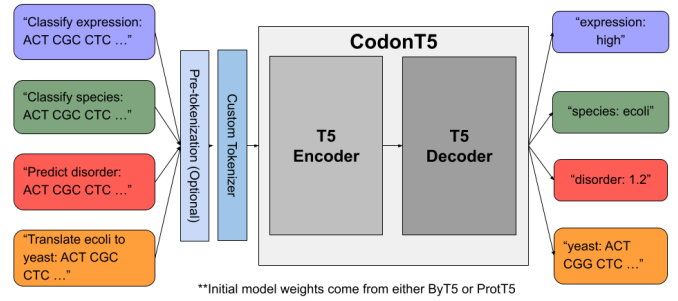 “Classify expression:
ACT CGC CTC …”
“Classify species:
ACT CGC CTC …”
“Predict disorder:
ACT CGC CTC …”
“Translate ecoli to
yeast: ACT CGC
CTC …”
Pre-tokenization (Optional)
Custom Tokenizer
CodonT5
T5
Encoder
T5
Decoder
“expression:
high”
“species: ecoli”
“disorder: 1.2”
“yeast: ACT
CGG CTC …”
**Initial model weights come from either ByT5 or ProtT5